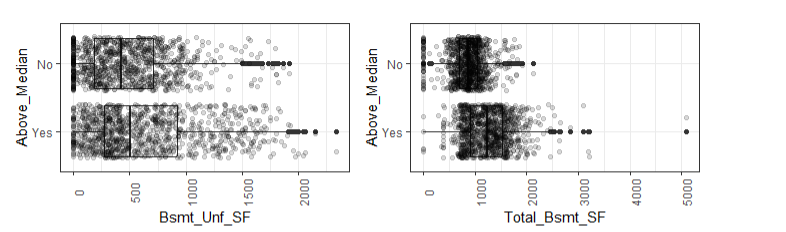 Above_Median
No
Yes
0
500
1000
1500
2000
Bsmt_Unf_SF
Above_Median
No
Yes
0
1000
2000
3000
4000
5000
Total_Bsmt_SF